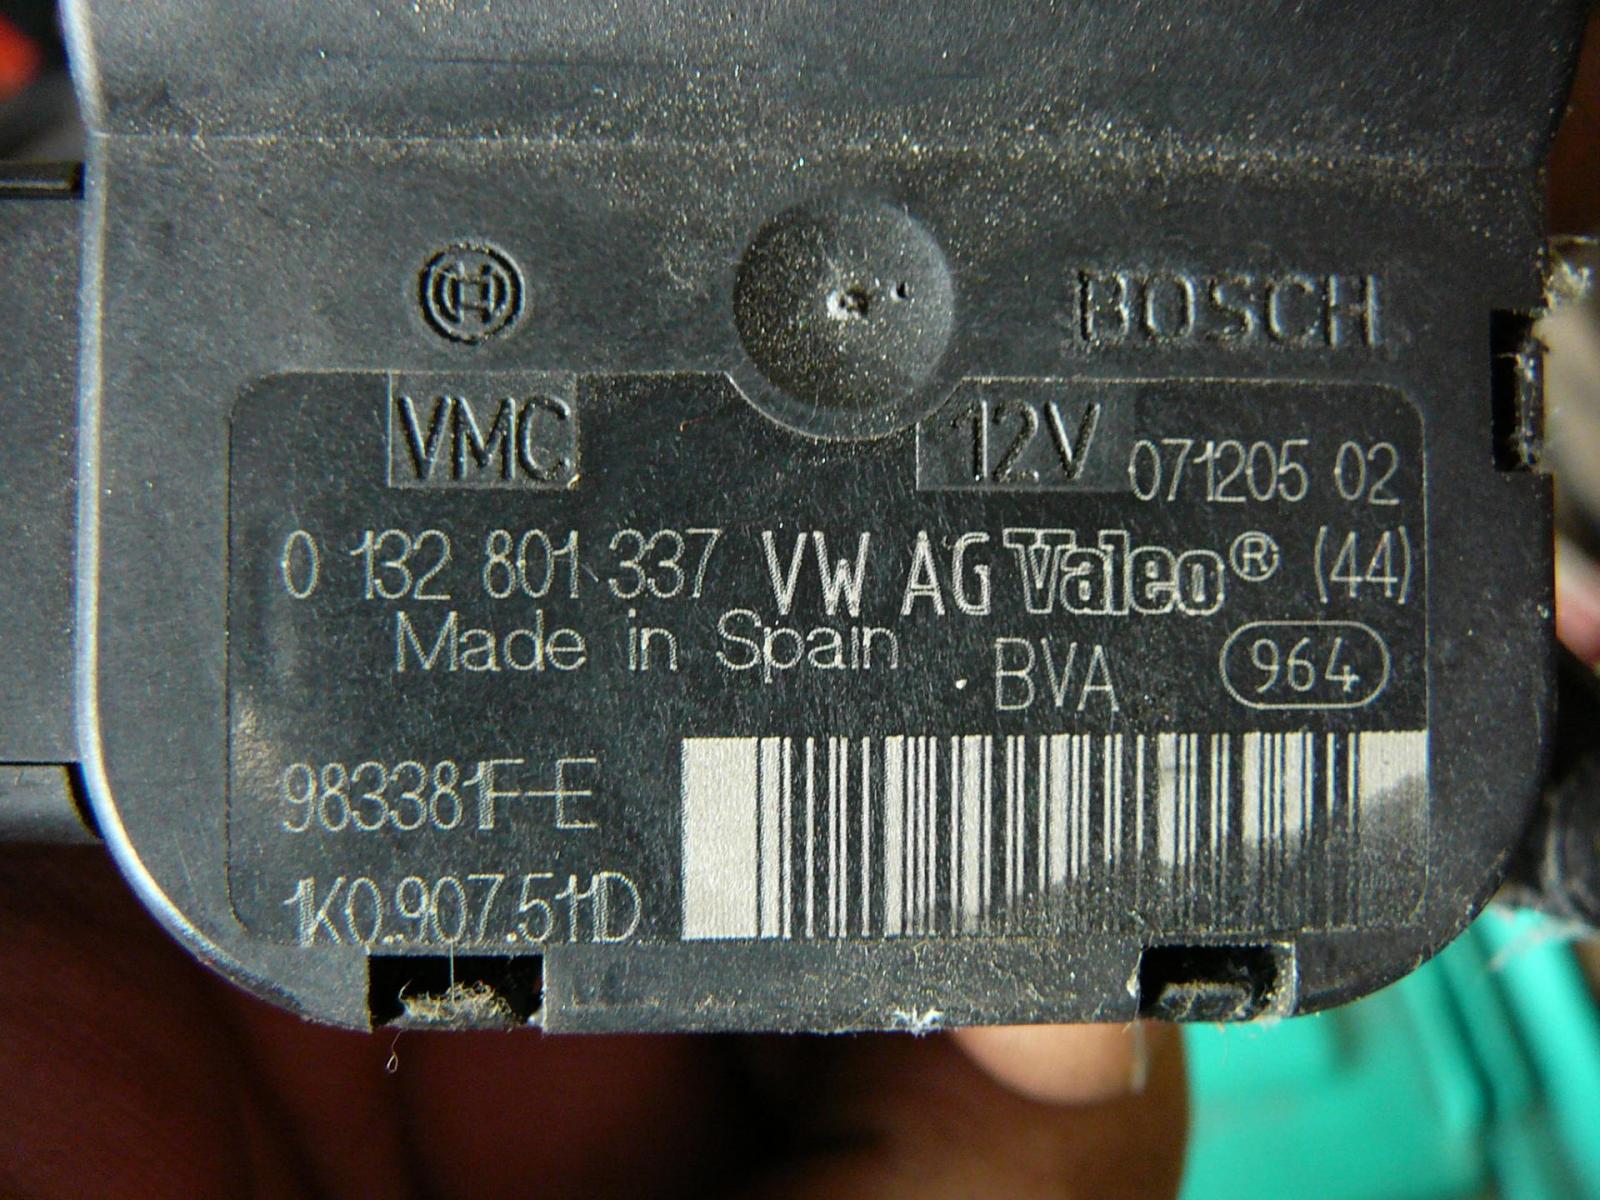 BOSCH
VMC 12V 071205 02
0 132 801 337 VW AG Valeo® (44)
Made in Spain BVA 964
983381F-E
1K0.907.511D